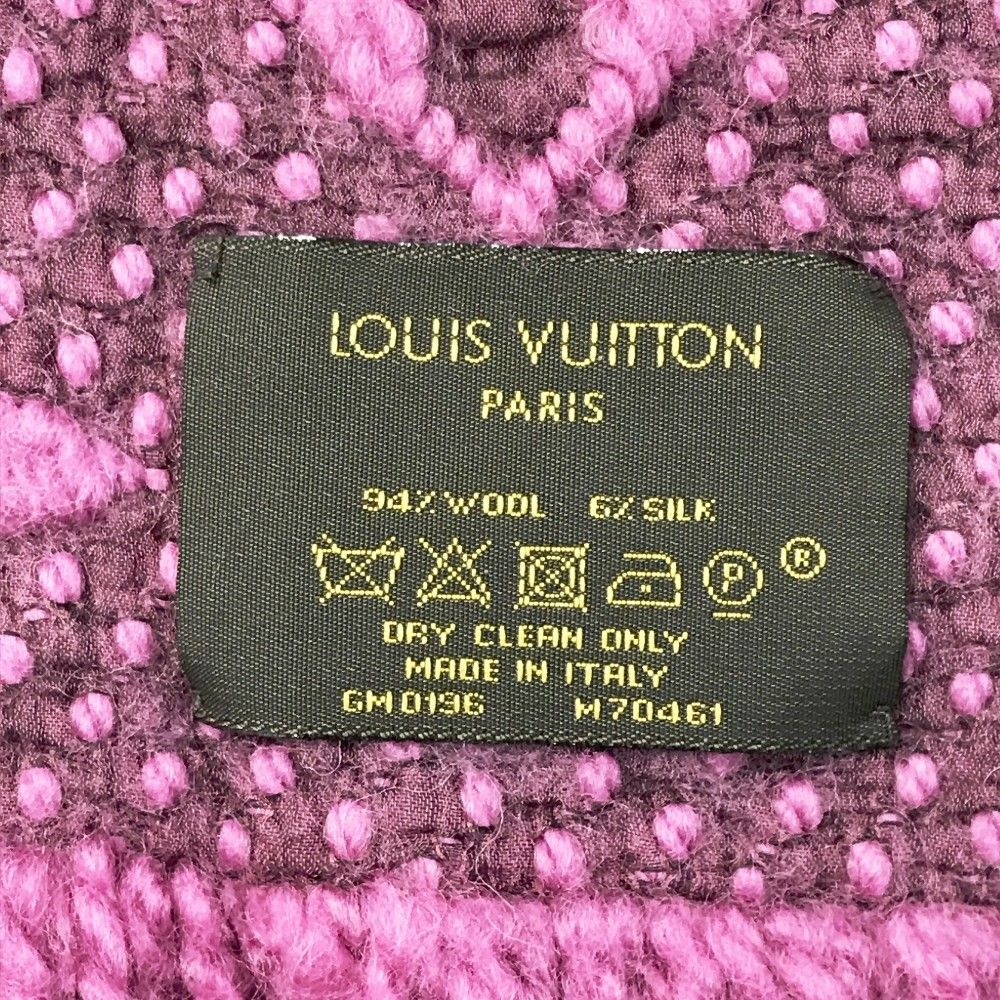 LOUIS VUITTON
PARIS
94% WOOL 6% SILK
P ®
DRY CLEAN ONLY
MADE IN ITALY
GM0196 M70461